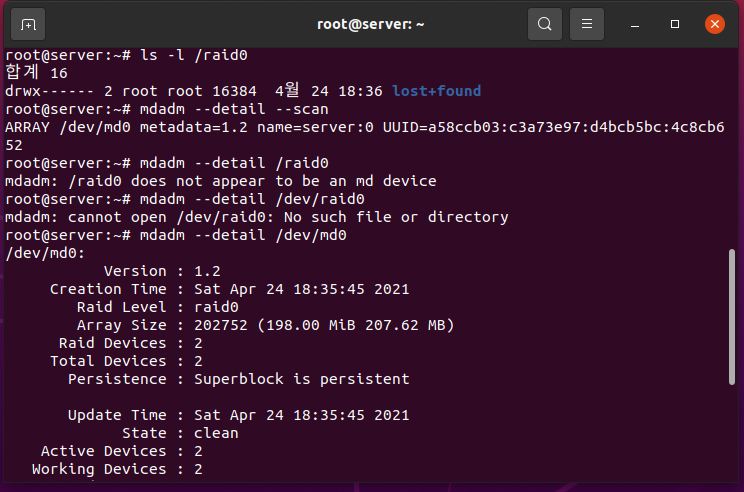 root@server: ~
root@server:~# ls -l /raid0
합계 16
drwx------ 2 root root 16384  4월 24 18:36 lost+found
root@server:~# mdadm --detail --scan
ARRAY /dev/md0 metadata=1.2 name=server:0 UUID=a58ccb03:c3a73e97:d4bcb5bc:4c8cb6
52
root@server:~# mdadm --detail /raid0
mdadm: /raid0 does not appear to be an md device
root@server:~# mdadm --detail /dev/raid0
mdadm: cannot open /dev/raid0: No such file or directory
root@server:~# mdadm --detail /dev/md0
/dev/md0:
Version : 1.2
Creation Time : Sat Apr 24 18:35:45 2021
Raid Level : raid0
Array Size : 202752 (198.00 MiB 207.62 MB)
Raid Devices : 2
Total Devices : 2
Persistence : Superblock is persistent
Update Time : Sat Apr 24 18:35:45 2021
State : clean
Active Devices : 2
Working Devices : 2